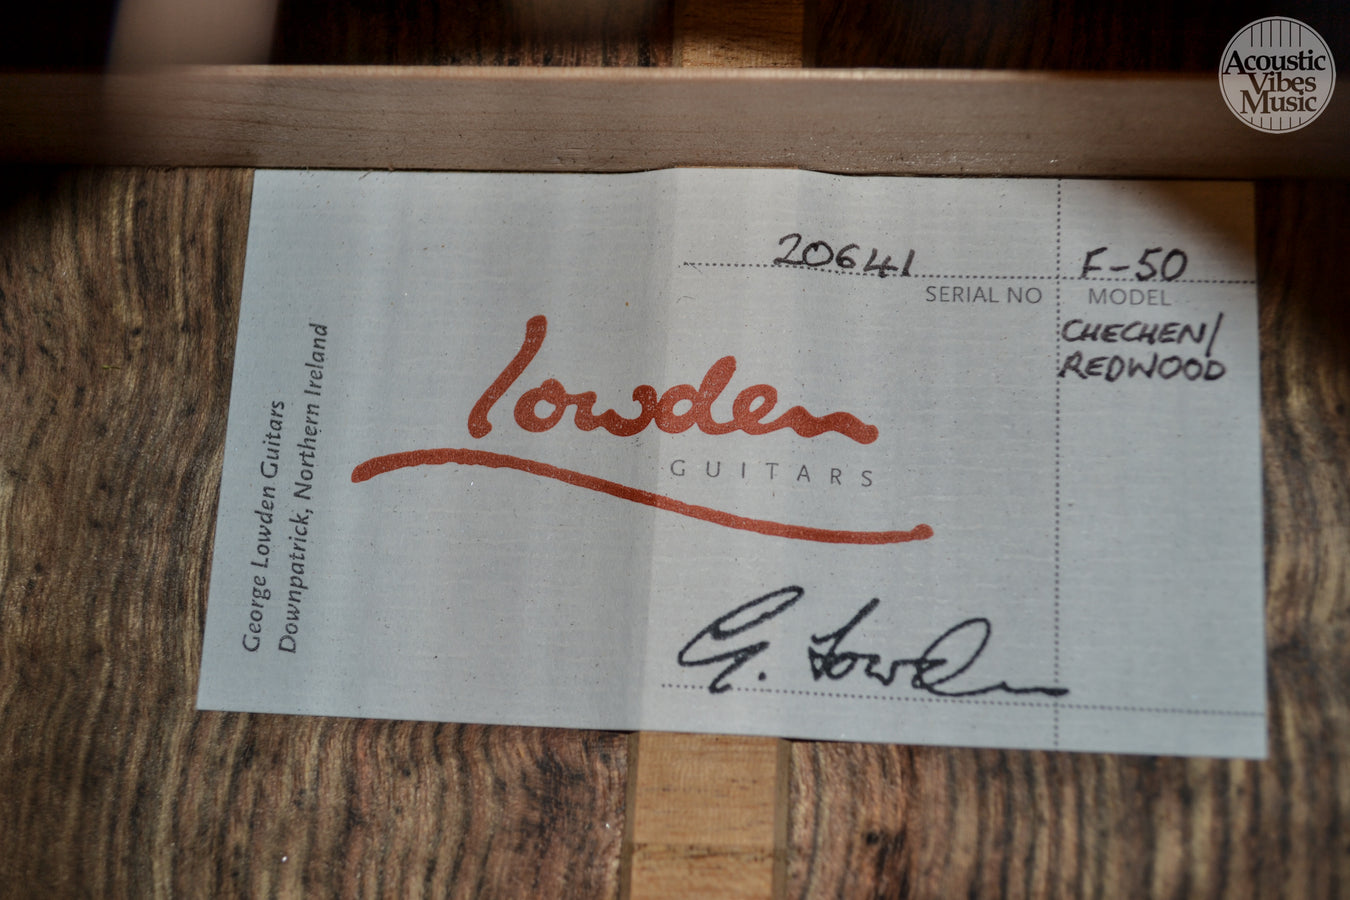 Acoustic
Vibes
Music
20641
SERIAL NO
F-50
MODEL
CHECHEN/
REDWOOD
George Lowden Guitars
Downpatrick, Northern Ireland
Lowden
GUITARS
G. Lowden